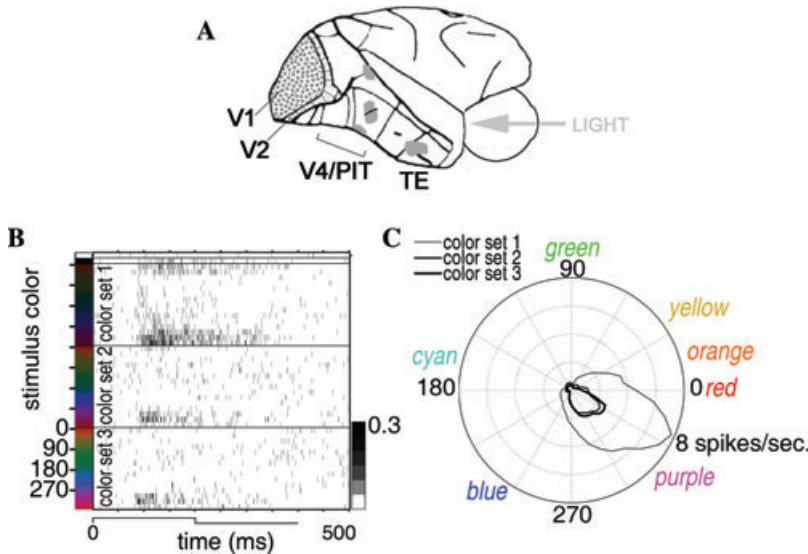 A
V1
V2
V4/PIT
TE
LIGHT
B
stimulus color
color set 1
color set 2
color set 3
0
90
180
270
0.3
0
500
time (ms)
C
color set 1
color set 2
color set 3
green
90
yellow
orange
0 red
8 spikes/sec.
purple
270
blue
180
cyan